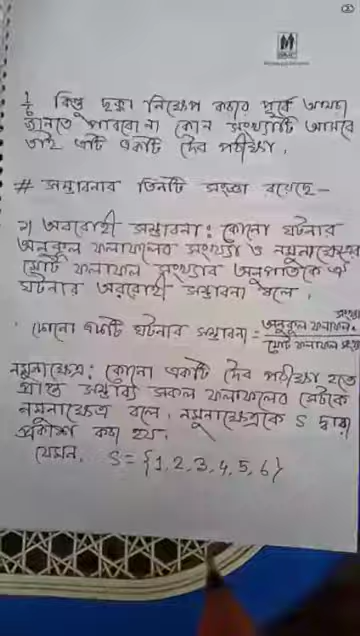 2
1/6 কিন্তু ছক্কা নিক্ষেপ করার পূর্বে আমরা
জানতে পারবো না কোন সংখ্যাটি আসবে
তাই এটি একটি দৈব পরীক্ষা।
# সম্ভাবনার তিনটি সংজ্ঞা রয়েছে -
১) অবরোহী সম্ভাবনা : কোনো ঘটনার
অনুকুল ফলাফলের সংখ্যা ও নমুনাক্ষেত্রের
মোট ফলাফল সংখ্যার অনুপাতকে ঐ
ঘটনার অবরোহী সম্ভাবনা বলে।
কোনো একটি ঘটনার সম্ভাবনা = অনুকুল ফলাফল সংখ্যা / মোট ফলাফল সংখ্যা
নমুনাক্ষেত্র : কোনো একটি দৈব পরীক্ষা হতে
প্রাপ্ত সম্ভাব্য সকল ফলাফলের সেটকে
নমুনাক্ষেত্র বলে। নমুনাক্ষেত্রকে S দ্বারা
প্রকাশ করা হয়।
যেমন, S = {1, 2, 3, 4, 5, 6}